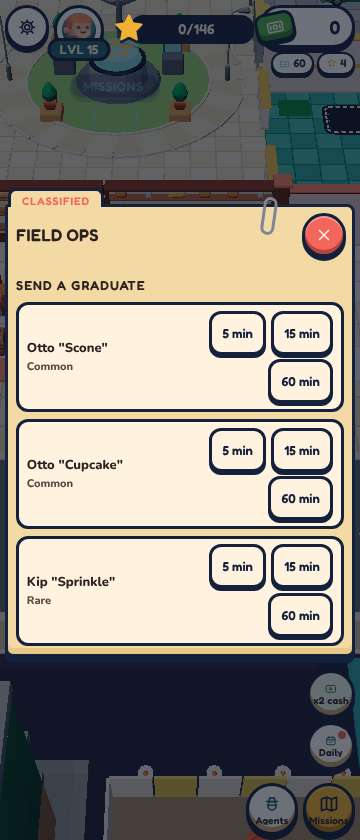 0/146
0
LVL 15
60
4
MISSIONS
CLASSIFIED
FIELD OPS
SEND A GRADUATE
Otto "Scone"
Common
5 min
15 min
60 min
Otto "Cupcake"
Common
5 min
15 min
60 min
Kip "Sprinkle"
Rare
5 min
15 min
60 min
x2 cash
Daily
Agents
Missions